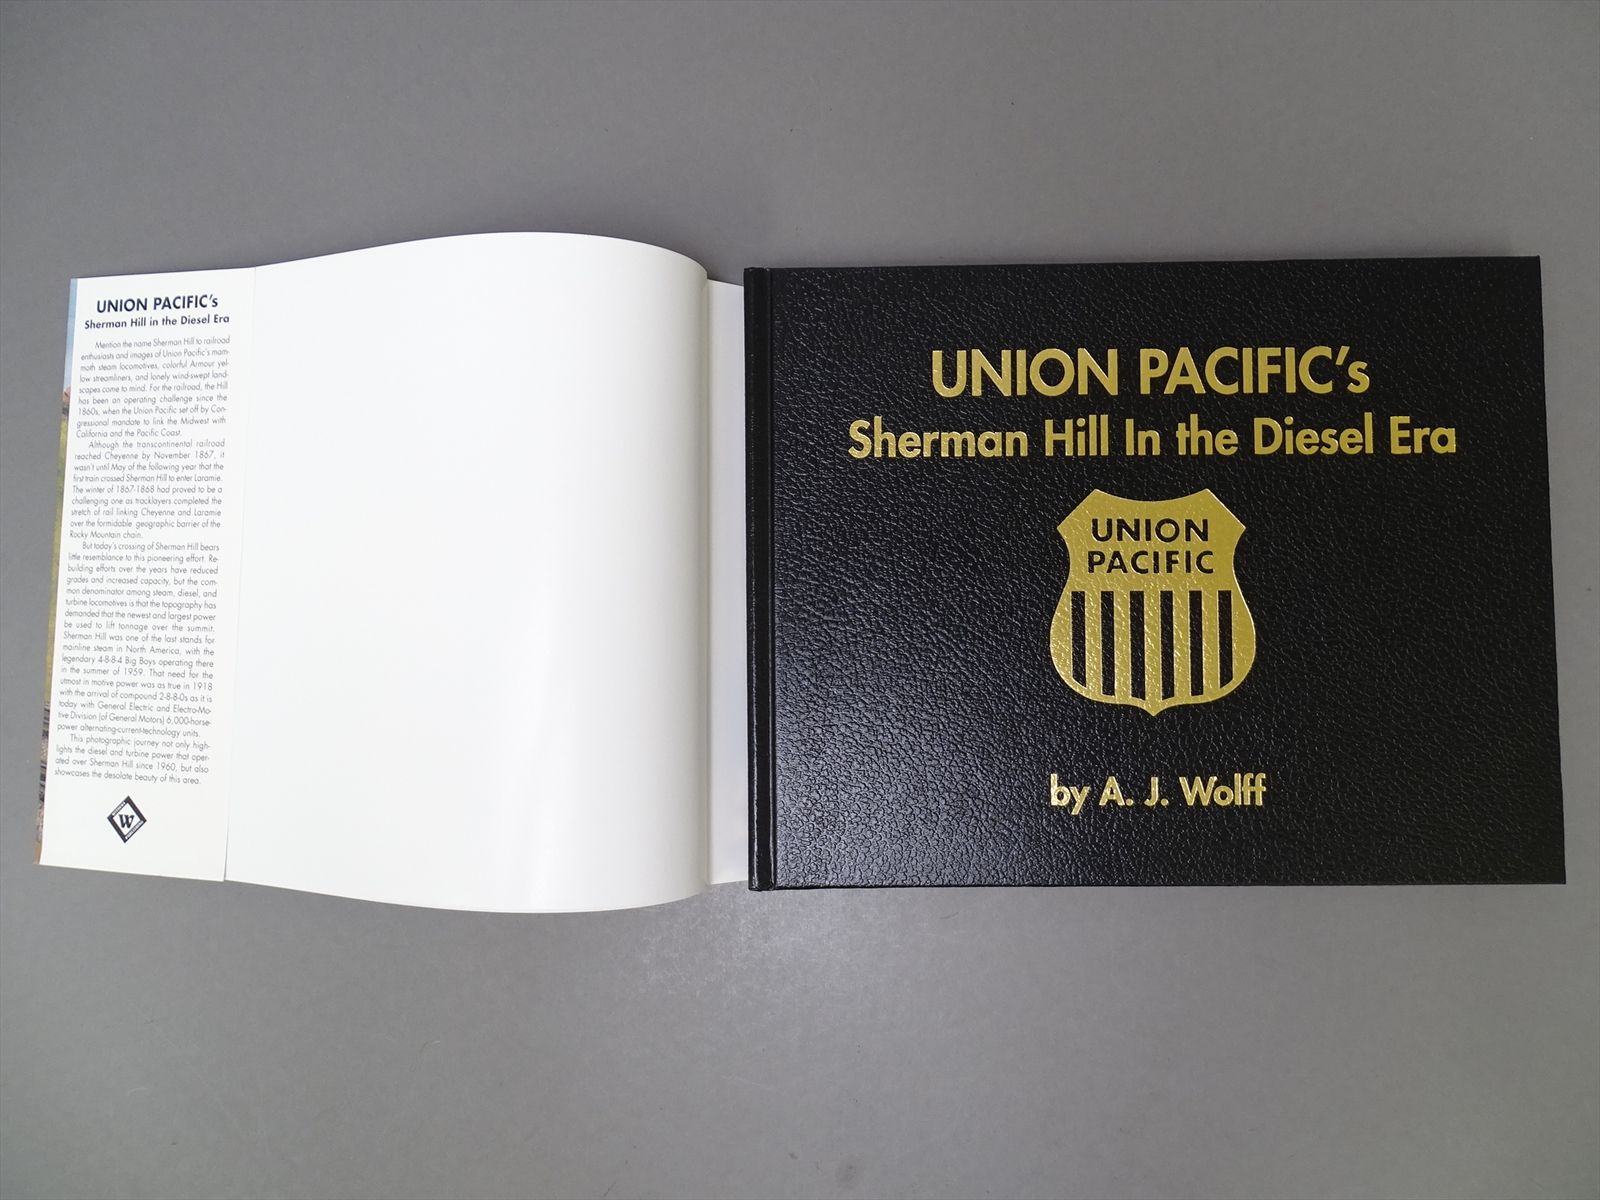 UNION PACIFIC's
Sherman Hill in the Diesel Era
Mention the name Sherman Hill to railroad
enthusiasts and images of Union Pacific's mam-
moth steam locomotives, colorful Armour yel-
low streamliners, and lonely wind-swept land-
scapes come to mind. For the railroad, the Hill
has been an operating challenge since the
1860s, when the Union Pacific set off by Con-
gressional mandate to link the Midwest with
California and the Pacific Coast.
Although the transcontinental railroad
reached Cheyenne by November 1867, it
wasn't until May of the following year that the
first train crossed Sherman Hill to enter Laramie.
The winter of 1867-1868 had proved to be a
challenging one as tracklayers completed the
stretch of rail linking Cheyenne and Laramie
over the formidable geographic barrier of the
Rocky Mountain chain.
But today's crossing of Sherman Hill bears
little resemblance to this pioneering effort. Re-
building efforts over the years have reduced
grades and increased capacity, but the com-
mon denominator among steam, diesel, and
turbine locomotives is that the topography has
demanded that the newest and largest power
be used to lift tonnage over the summit.
Sherman Hill was one of the last stands for
mainline steam in North America, with the
legendary 4-8-8-4 Big Boys operating there
in the summer of 1959. That need for the
utmost in motive power was as true in 1918
with the arrival of compound 2-8-8-0s as it is
today with General Electric and Electro-Mo-
tive Division (of General Motors) 6,000-horse-
power alternating-current-technology units.
This photographic journey not only high-
lights the diesel and turbine power that oper-
ated over Sherman Hill since 1960, but also
showcases the desolate beauty of this area.
W
UNION PACIFIC's
Sherman Hill In the Diesel Era
UNION
PACIFIC
by A. J. Wolff